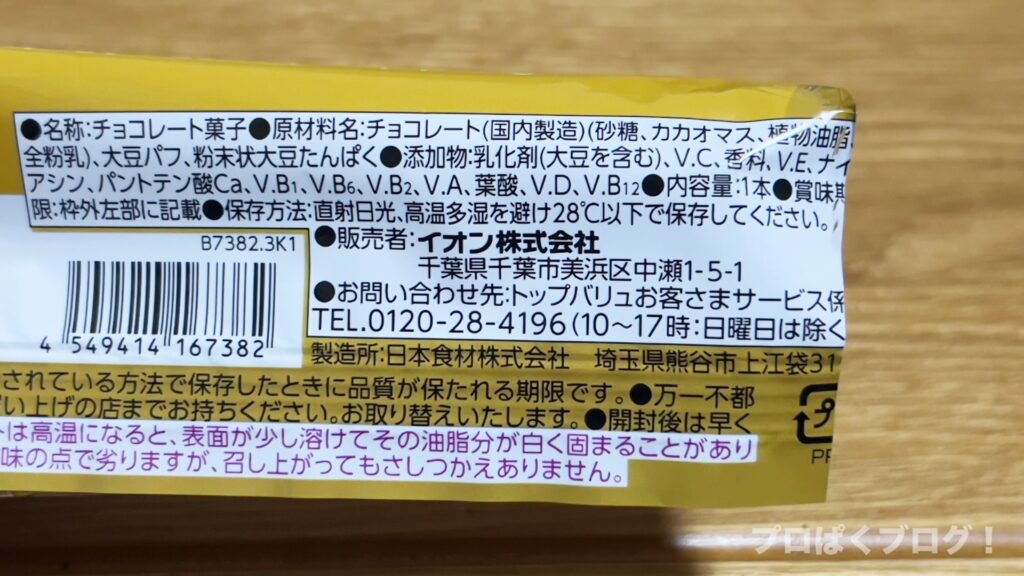 ●名称:チョコレート菓子●原材料名:チョコレート(国内製造)(砂糖、カカオマス、植物油脂、
全粉乳)、大豆パフ、粉末状大豆たんぱく●添加物:乳化剤(大豆を含む)、V.C、香料、V.E、ナイ
アシン、パントテン酸Ca、V.B1、V.B6、V.B2、V.A、葉酸、V.D、V.B12●内容量:1本●賞味期
限:枠外左部に記載●保存方法:直射日光、高温多湿を避け28℃以下で保存してください。
B7382.3K1
●販売者:イオン株式会社
千葉県千葉市美浜区中瀬1-5-1
●お問い合わせ先:トップバリュお客さまサービス係
TEL.0120-28-4196(10〜17時:日曜日は除く
4 549414 167382
製造所:日本食材株式会社 埼玉県熊谷市上江袋31
されている方法で保存したときに品質が保たれる期限です。●万一不都
い上げの店までお持ちください。お取り替えいたします。●開封後は早く
トは高温になると、表面が少し溶けてその油脂分が白く固まることがあり
味の点で劣りますが、召し上がってもさしつかえありません。
プ
プロぱくブログ！